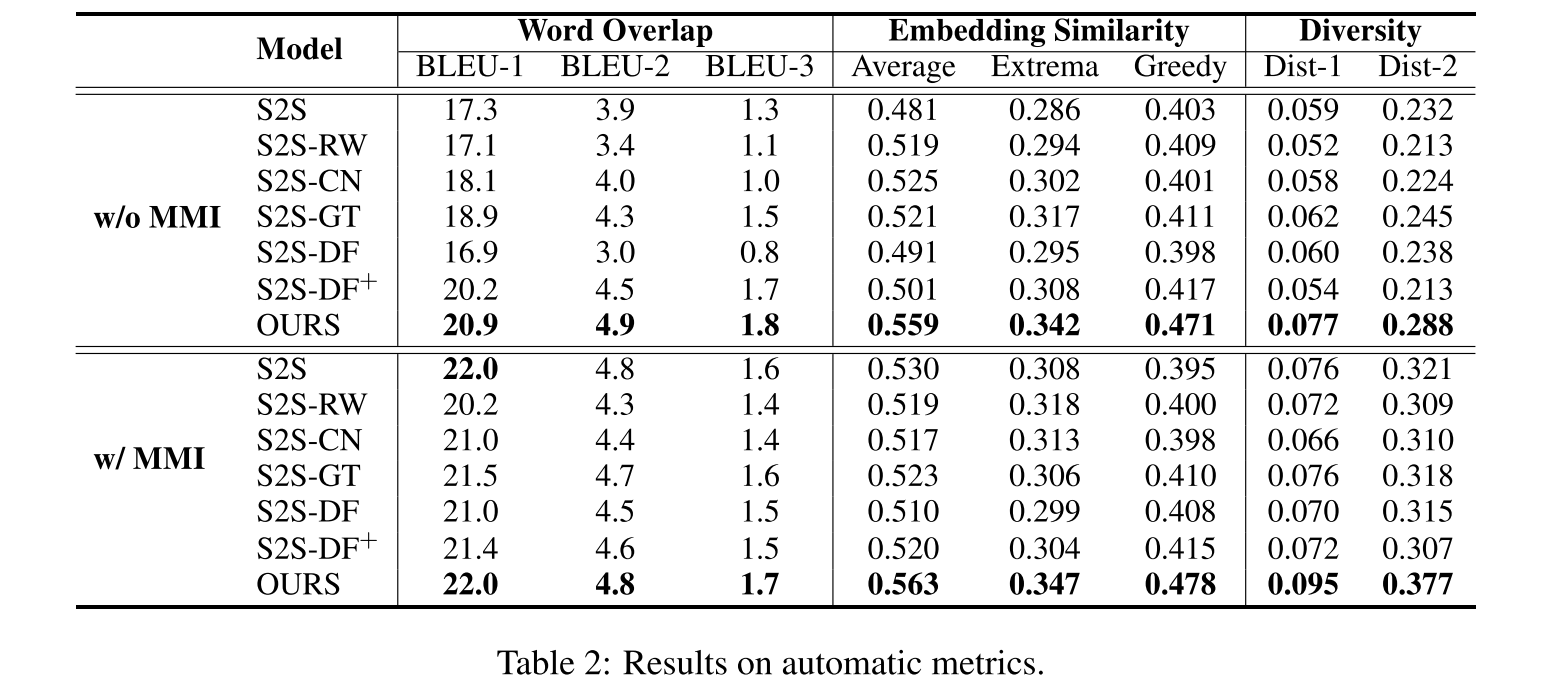 Model Word Overlap Embedding Similarity Diversity
BLEU-1 BLEU-2 BLEU-3 Average Extrema Greedy Dist-1 Dist-2
w/o MMI
S2S 17.3 3.9 1.3 0.481 0.286 0.403 0.059 0.232
S2S-RW 17.1 3.4 1.1 0.519 0.294 0.409 0.052 0.213
S2S-CN 18.1 4.0 1.0 0.525 0.302 0.401 0.058 0.224
S2S-GT 18.9 4.3 1.5 0.521 0.317 0.411 0.062 0.245
S2S-DF 16.9 3.0 0.8 0.491 0.295 0.398 0.060 0.238
S2S-DF+ 20.2 4.5 1.7 0.501 0.308 0.417 0.054 0.213
OURS 20.9 4.9 1.8 0.559 0.342 0.471 0.077 0.288
w/ MMI
S2S 22.0 4.8 1.6 0.530 0.308 0.395 0.076 0.321
S2S-RW 20.2 4.3 1.4 0.519 0.318 0.400 0.072 0.309
S2S-CN 21.0 4.4 1.4 0.517 0.313 0.398 0.066 0.310
S2S-GT 21.5 4.7 1.6 0.523 0.306 0.410 0.076 0.318
S2S-DF 21.0 4.5 1.5 0.510 0.299 0.408 0.070 0.315
S2S-DF+ 21.4 4.6 1.5 0.520 0.304 0.415 0.072 0.307
OURS 22.0 4.8 1.7 0.563 0.347 0.478 0.095 0.377
Table 2: Results on automatic metrics.